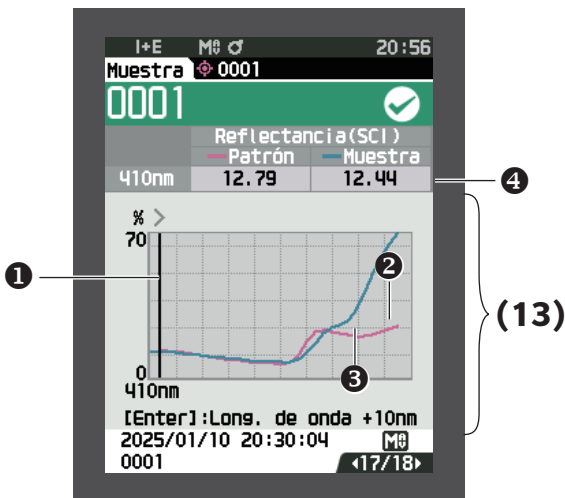 I+E M 20:56
Muestra 0001
0001
Reflectancia(SCI)
Patrón Muestra
410nm 12.79 12.44
4
% >
70
1
2
(13)
3
0
410nm
[Enter]:Long. de onda +10nm
2025/01/10 20:30:04 M
0001 17/18